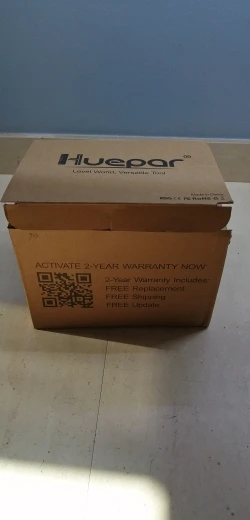 Huepar®
Level World, Versatile Tool
Made in China
ACTIVATE 2-YEAR WARRANTY NOW
2-Year Warranty Includes:
FREE Replacement
FREE Shipping
FREE Update